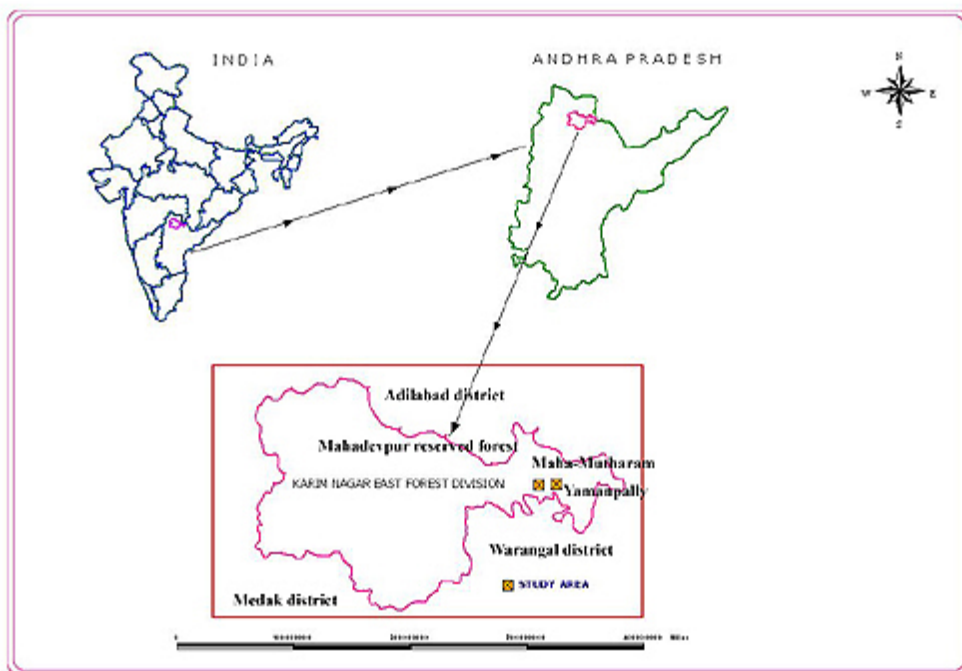 INDIA
ANDHRA PRADESH
N
W E
S
Adilabad district
Mahadevpur reserved forest
Maha-Mutharam
KARIM NAGAR EAST FOREST DIVISION
Yamanpally
Warangal district
STUDY AREA
Medak district
0